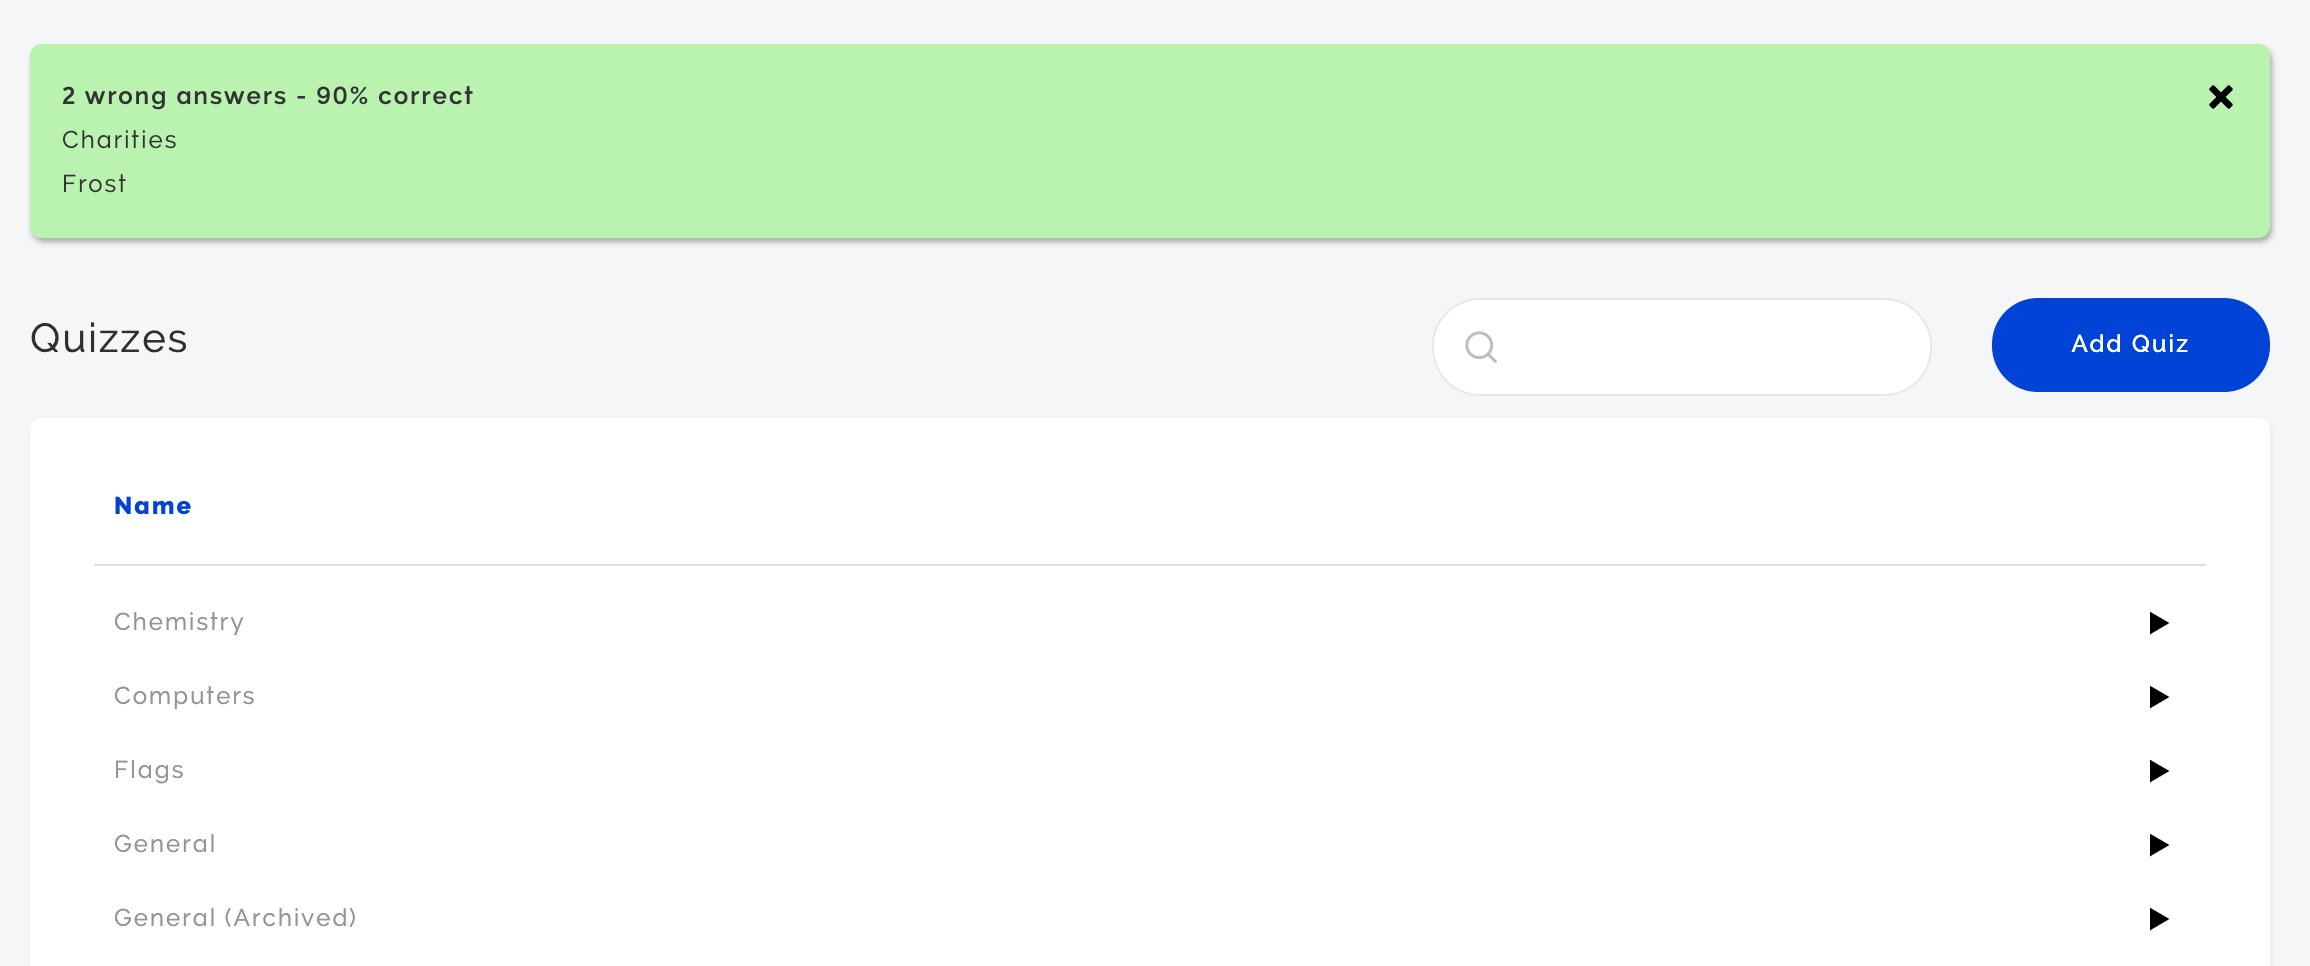 2 wrong answers - 90% correct
Charities
Frost
Quizzes
Add Quiz
Name
Chemistry
Computers
Flags
General
General (Archived)